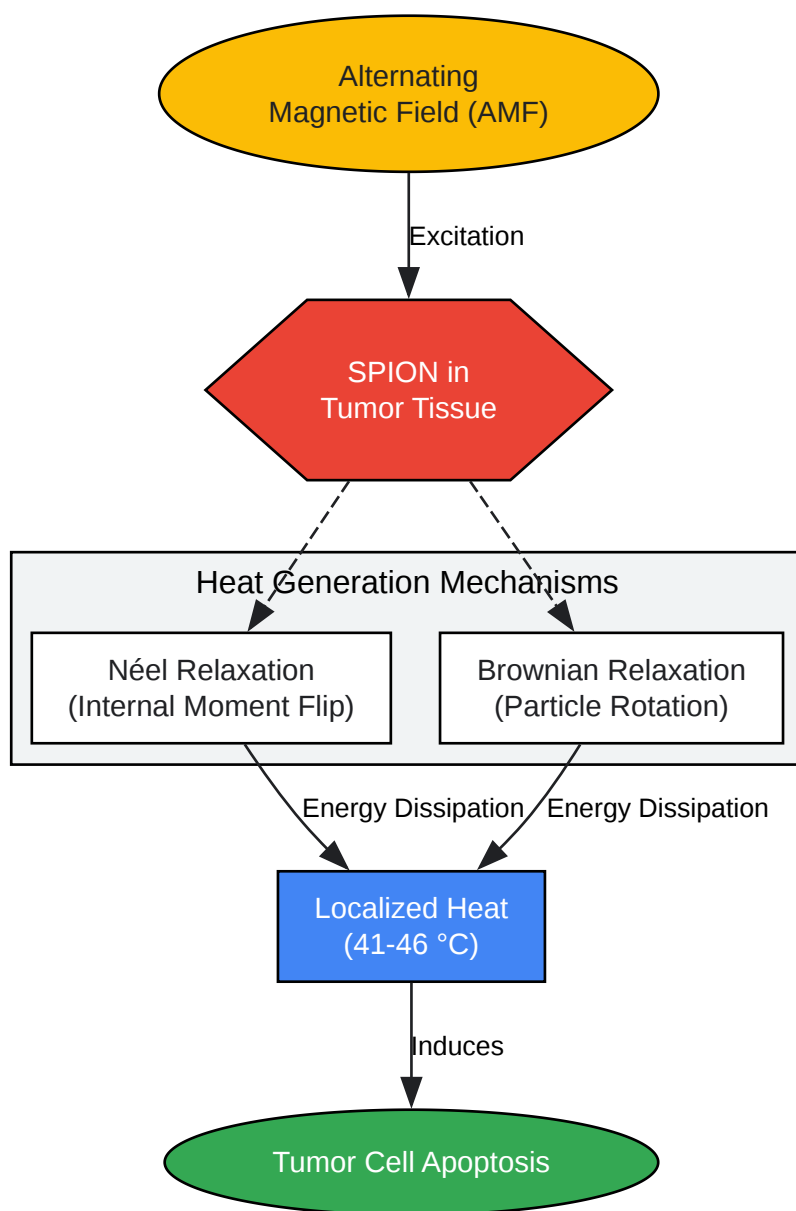 Alternating
Magnetic Field (AMF)
Excitation
SPION in
Tumor Tissue
Heat Generation Mechanisms
Néel Relaxation
(Internal Moment Flip)
Brownian Relaxation
(Particle Rotation)
Energy Dissipation
Energy Dissipation
Localized Heat
(41-46 °C)
Induces
Tumor Cell Apoptosis